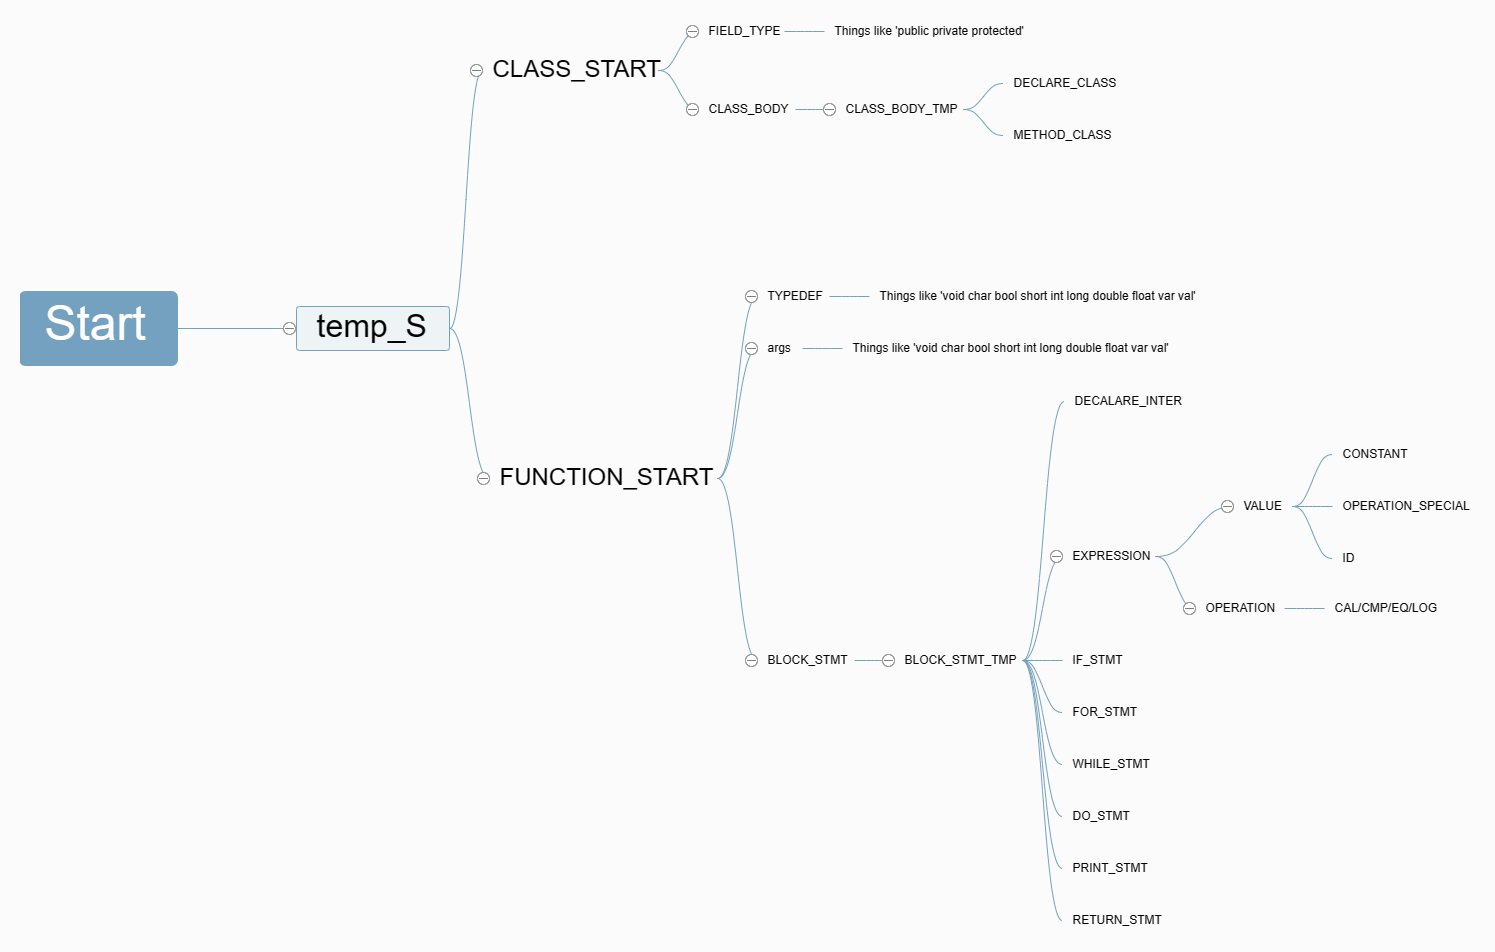 Start
temp_S
CLASS_START
FIELD_TYPE
Things like 'public private protected'
CLASS_BODY
CLASS_BODY_TMP
DECLARE_CLASS
METHOD_CLASS
FUNCTION_START
TYPEDEF
Things like 'void char bool short int long double float var val'
args
Things like 'void char bool short int long double float var val'
BLOCK_STMT
BLOCK_STMT_TMP
DECALARE_INTER
EXPRESSION
VALUE
CONSTANT
OPERATION_SPECIAL
ID
OPERATION
CAL/CMP/EQ/LOG
IF_STMT
FOR_STMT
WHILE_STMT
DO_STMT
PRINT_STMT
RETURN_STMT